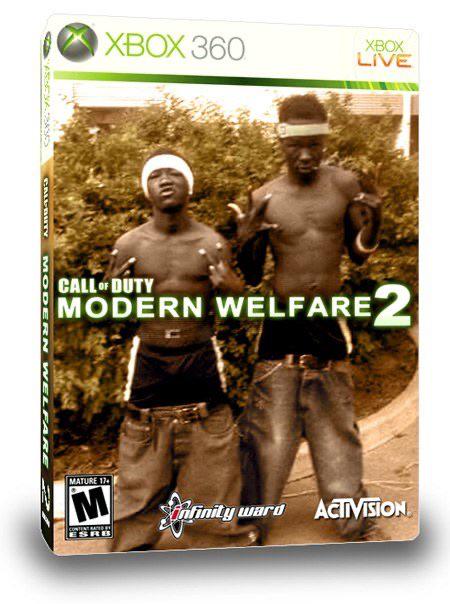 XBOX 360
XBOX
LIVE
CALL OF DUTY
MODERN WELFARE 2
MATURE 17+
M
CONTENT RATED BY
ESRB
infinity ward
ACTIVISION
XBOX 360
CALL OF DUTY
MODERN WELFARE 2